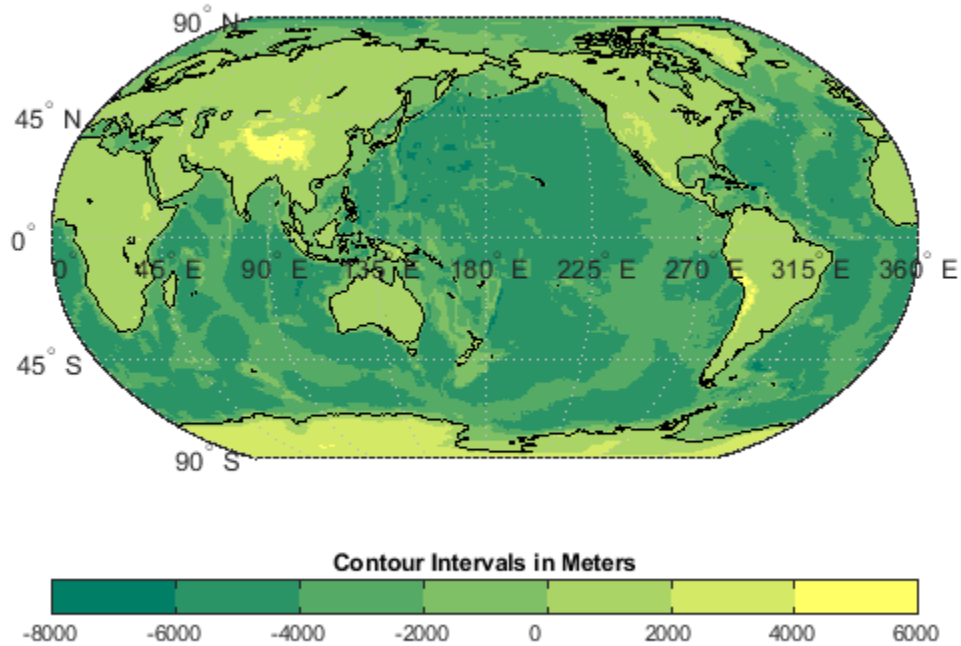 90° N
45° N
0°
0° E 45° E 90° E 135° E 180° E 225° E 270° E 315° E 360° E
45° S
90° S
Contour Intervals in Meters
-8000 -6000 -4000 -2000 0 2000 4000 6000